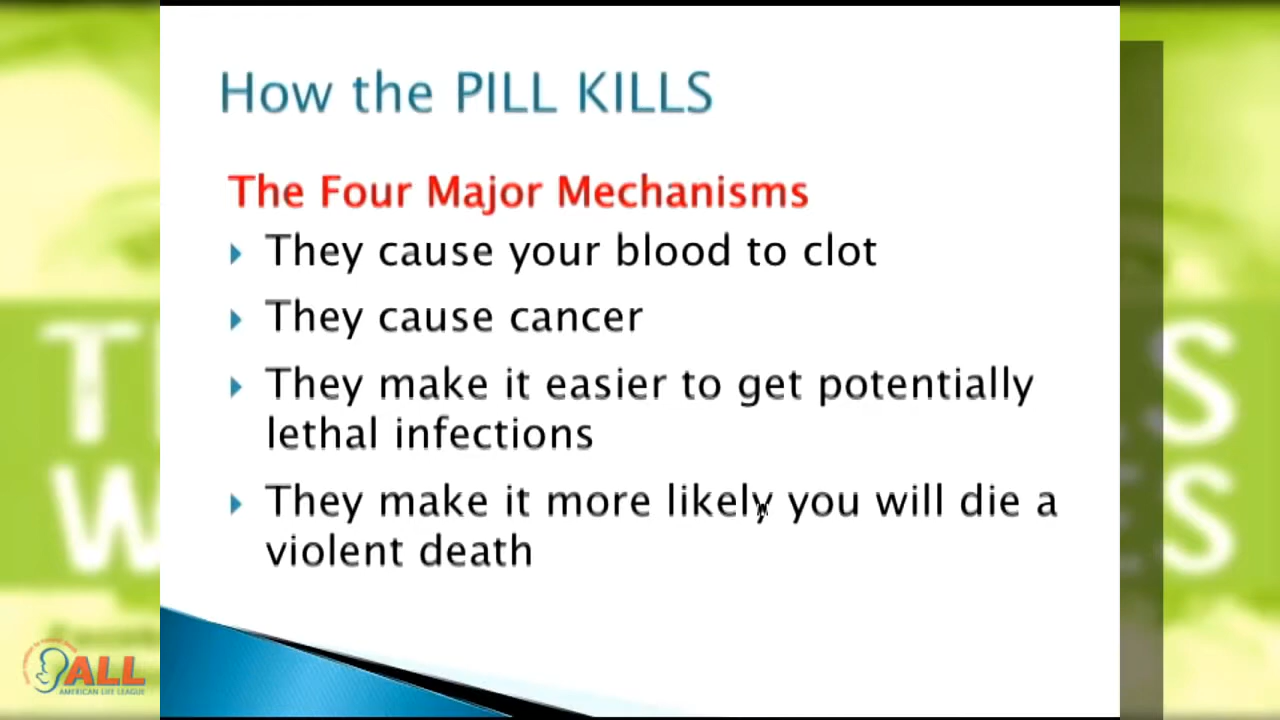 How the PILL KILLS
The Four Major Mechanisms
They cause your blood to clot
They cause cancer
They make it easier to get potentially
lethal infections
They make it more likely you will die a
violent death
ALL
AMERICAN LIFE LEAGUE